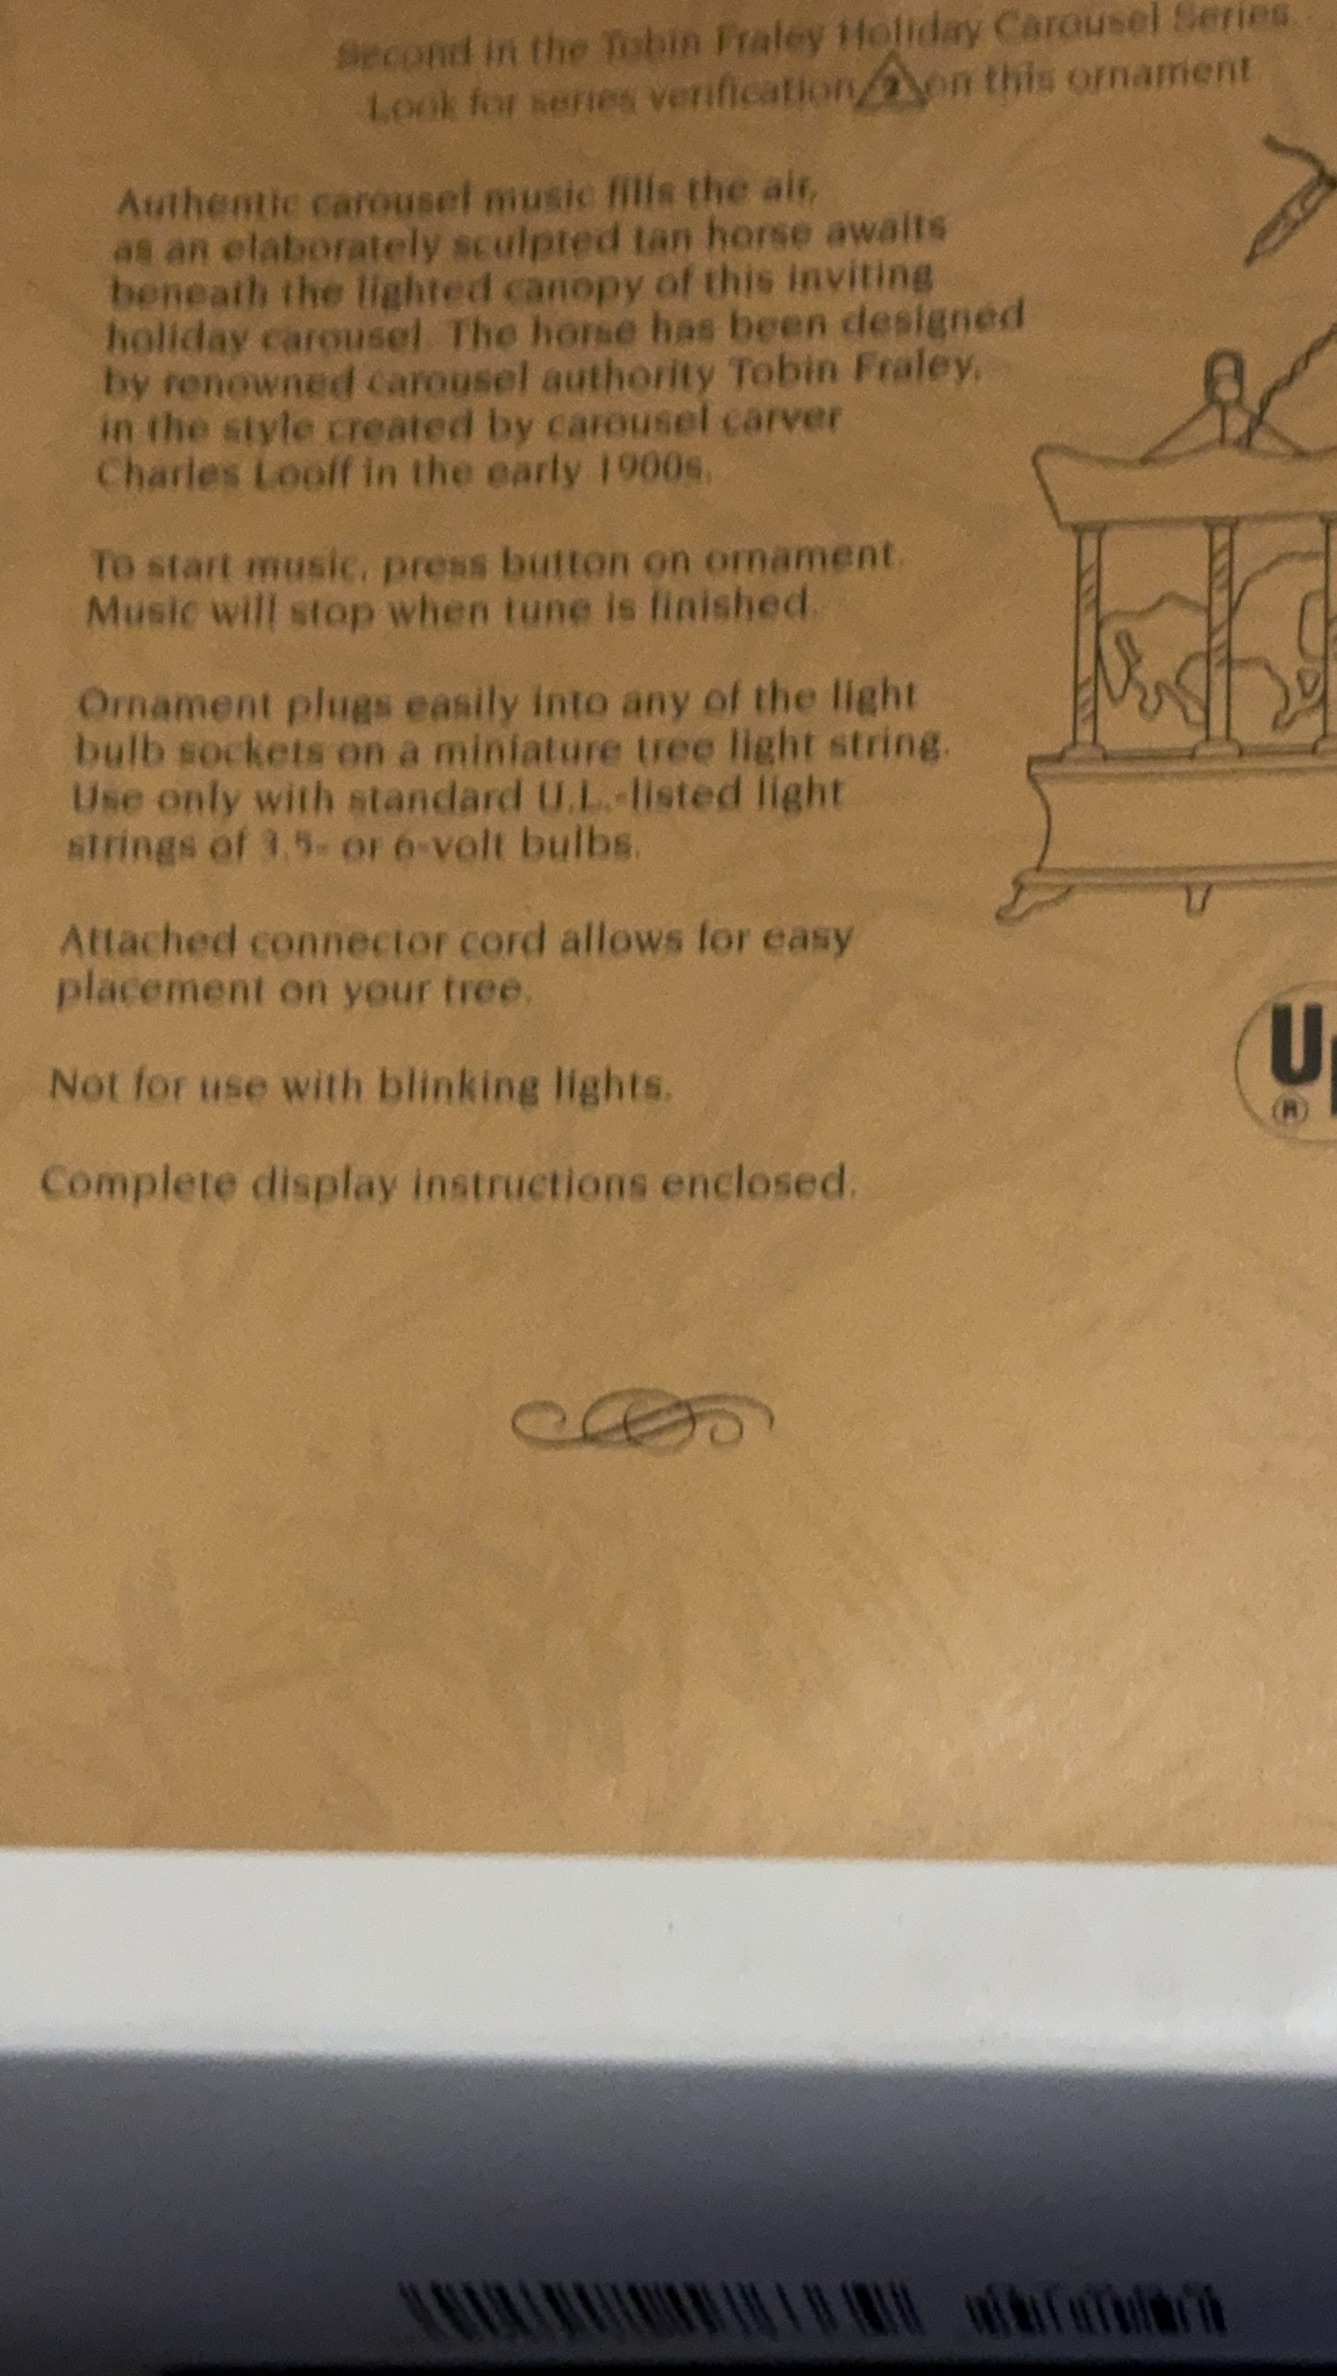 Second in the Tobin Fraley Holiday Carousel Series.
Look for series verification 2 on this ornament
Authentic carousel music fills the air,
as an elaborately sculpted tan horse awaits
beneath the lighted canopy of this inviting
holiday carousel. The horse has been designed
by renowned carousel authority Tobin Fraley,
in the style created by carousel carver
Charles Looff in the early 1900s.
To start music, press button on ornament.
Music will stop when tune is finished.
Ornament plugs easily into any of the light
bulb sockets on a miniature tree light string.
Use only with standard U.L.-listed light
strings of 3.5- or 6-volt bulbs.
Attached connector cord allows for easy
placement on your tree.
U
®
Not for use with blinking lights.
Complete display instructions enclosed.